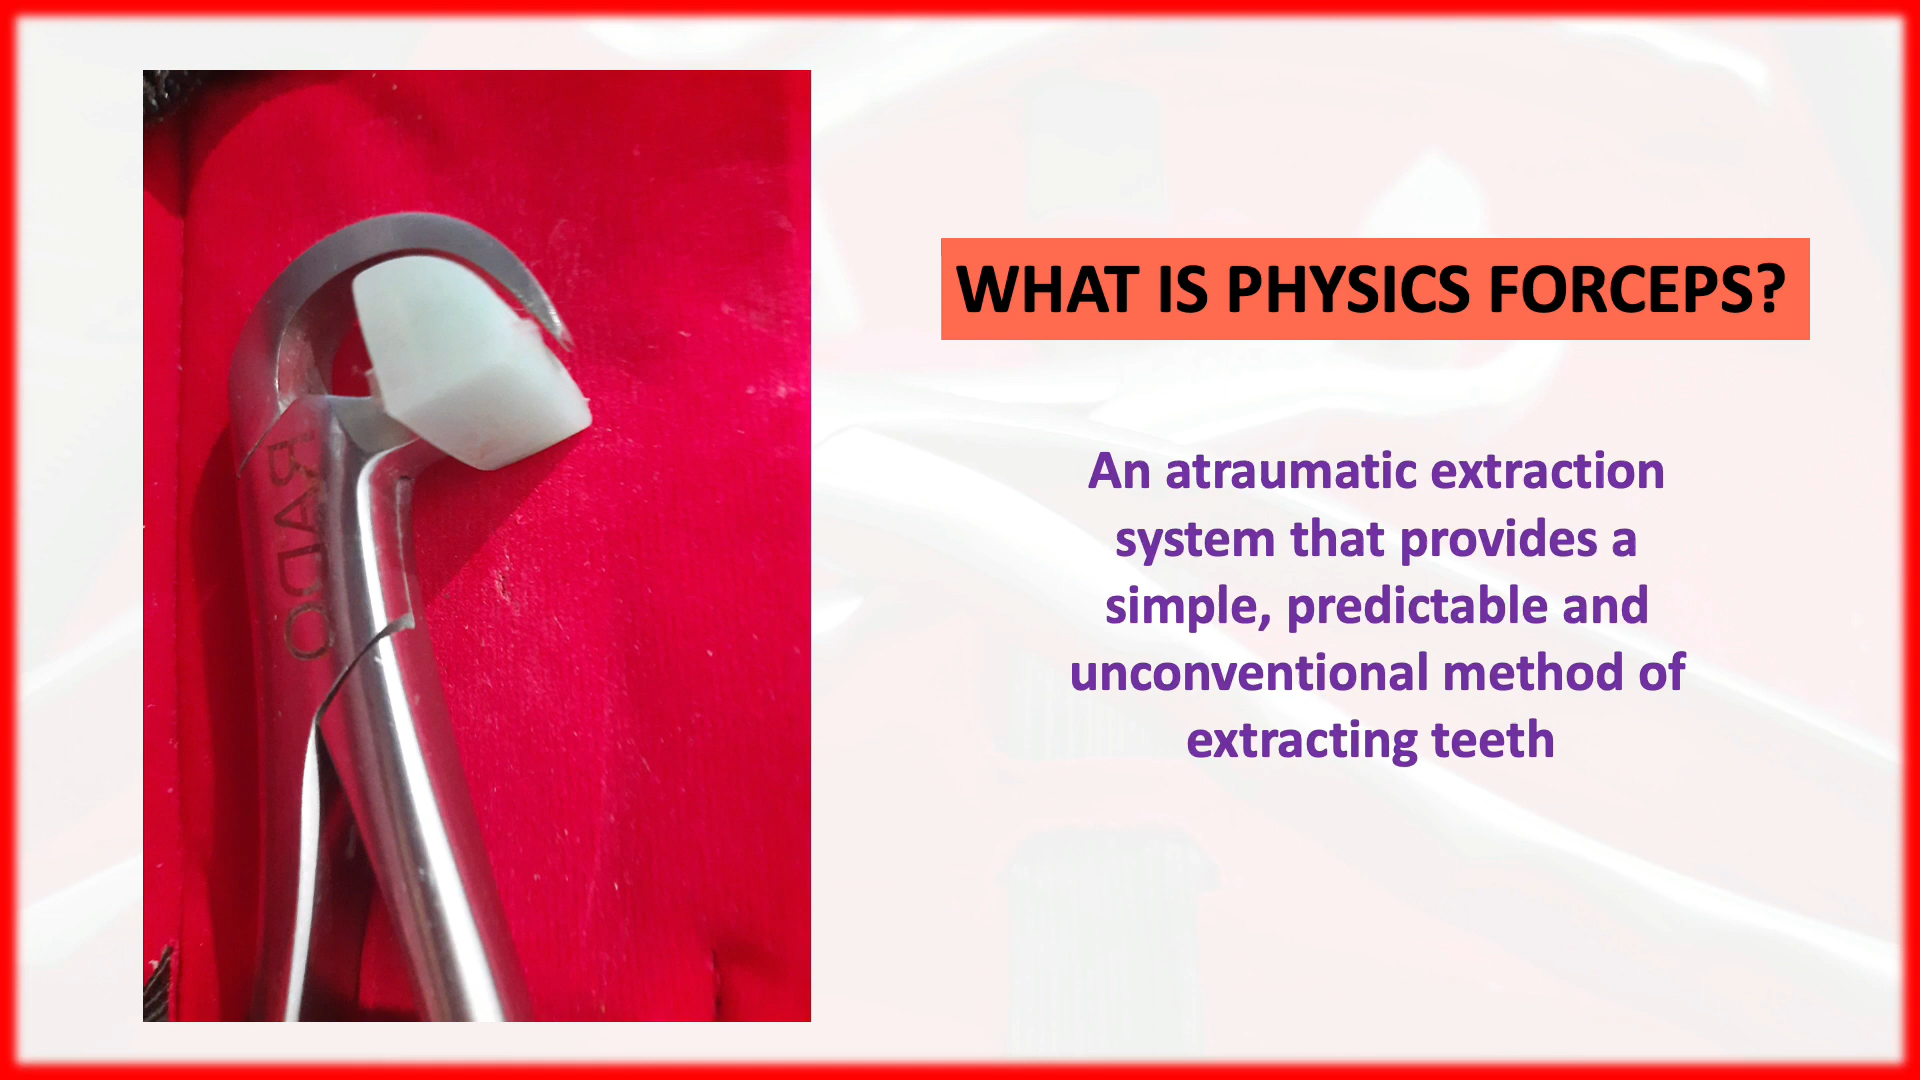 WHAT IS PHYSICS FORCEPS?
An atraumatic extraction
system that provides a
simple, predictable and
unconventional method of
extracting teeth